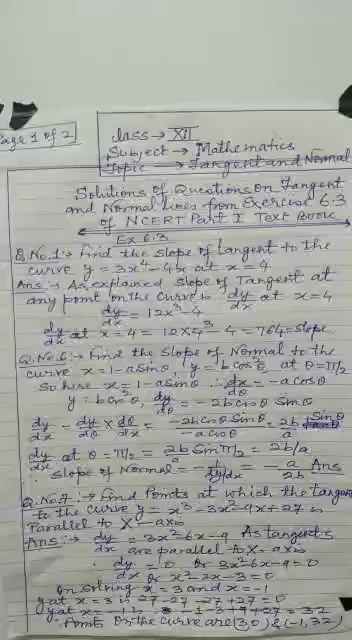 Page 1 of 2
Class → XII
Subject → Mathematics
Topic → Tangent and Normal
Solutions of Questions on Tangent
and Normal lines from Exercise 6.3
of NCERT Part I Text Book
Ex 6.3
Q.No.1:→ Find the slope of tangent to the
curve y = 3x⁴ - 4x at x = 4
Ans:→ As explained slope of Tangent at
any point on the curve is dy/dx at x = 4
dy/dx = 12x³ - 4
dy/dx at x = 4 = 12×4³ - 4 = 764 = slope
Q.No.6:→ Find the slope of Normal to the
curve x = 1 - a sinθ, y = b cos²θ at θ = π/2
So here x = 1 - a sinθ ∴ dx/dθ = - a cosθ
y = b cos²θ, dy/dθ = - 2b cosθ sinθ
dy/dx = dy/dθ × dθ/dx = -2b cosθ sinθ / -a cosθ = 2b/a sinθ
dy/dx at θ = π/2 = 2b/a sin π/2 = 2b/a
∴ slope of Normal = - 1/dy/dx = - a/2b Ans
Q.No.7:→ Find Points at which the tangent
to the curve y = x³ - 3x² - 9x + 27 is
Parallel to X-axis
Ans:→ dy/dx = 3x² - 6x - 9 As tangents
are parallel to X-axis
∴ dy/dx = 0 or 3x² - 6x - 9 = 0
or x² - 2x - 3 = 0
On solving x = 3 and x = -1
y at x = 3 is 27 - 27 - 27 + 27 = 0
y at x = -1 is - 1 - 3 + 9 + 27 = 32
Points on the curve are (3,0) & (-1,32)